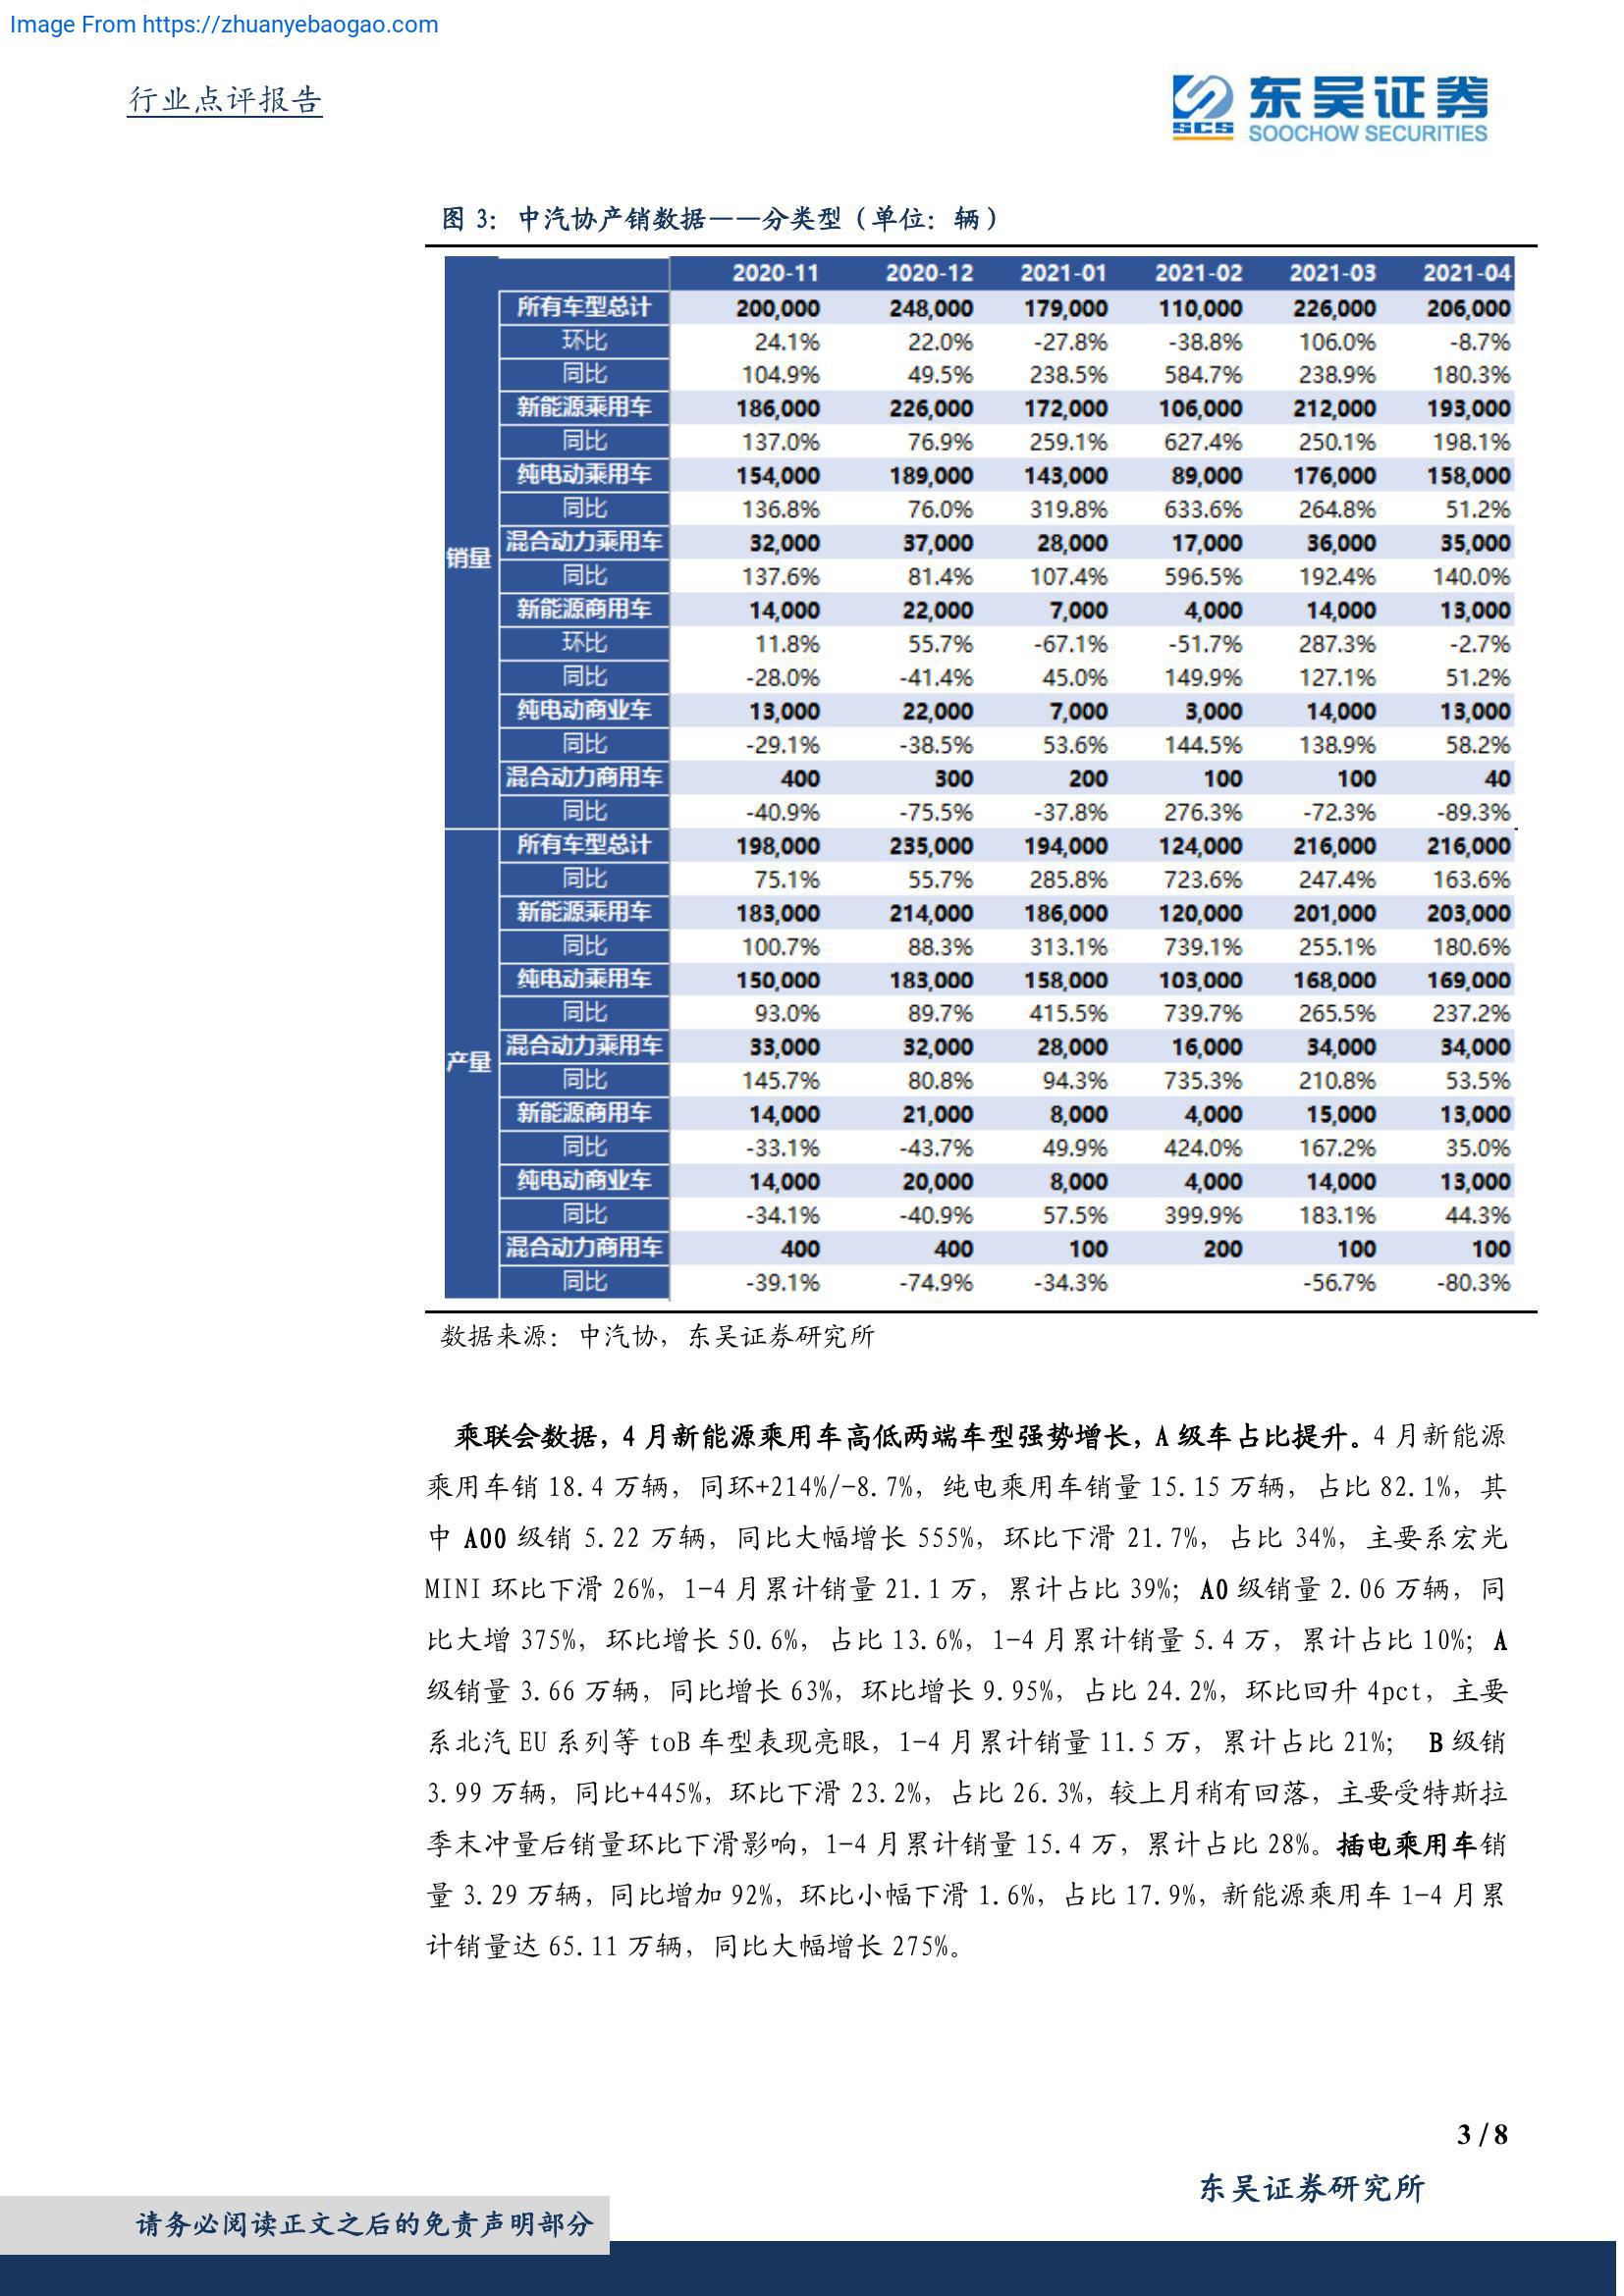 Image From https://zhuanyebaogao.com
行业点评报告
SCS
东吴证券
SOOCHOW SECURITIES
图 3：中汽协产销数据——分类型（单位：辆）
2020-11 2020-12 2021-01 2021-02 2021-03 2021-04
销量
所有车型总计 200,000 248,000 179,000 110,000 226,000 206,000
环比 24.1% 22.0% -27.8% -38.8% 106.0% -8.7%
同比 104.9% 49.5% 238.5% 584.7% 238.9% 180.3%
新能源乘用车 186,000 226,000 172,000 106,000 212,000 193,000
同比 137.0% 76.9% 259.1% 627.4% 250.1% 198.1%
纯电动乘用车 154,000 189,000 143,000 89,000 176,000 158,000
同比 136.8% 76.0% 319.8% 633.6% 264.8% 51.2%
混合动力乘用车 32,000 37,000 28,000 17,000 36,000 35,000
同比 137.6% 81.4% 107.4% 596.5% 192.4% 140.0%
新能源商用车 14,000 22,000 7,000 4,000 14,000 13,000
环比 11.8% 55.7% -67.1% -51.7% 287.3% -2.7%
同比 -28.0% -41.4% 45.0% 149.9% 127.1% 51.2%
纯电动商业车 13,000 22,000 7,000 3,000 14,000 13,000
同比 -29.1% -38.5% 53.6% 144.5% 138.9% 58.2%
混合动力商用车 400 300 200 100 100 40
同比 -40.9% -75.5% -37.8% 276.3% -72.3% -89.3%
产量
所有车型总计 198,000 235,000 194,000 124,000 216,000 216,000
同比 75.1% 55.7% 285.8% 723.6% 247.4% 163.6%
新能源乘用车 183,000 214,000 186,000 120,000 201,000 203,000
同比 100.7% 88.3% 313.1% 739.1% 255.1% 180.6%
纯电动乘用车 150,000 183,000 158,000 103,000 168,000 169,000
同比 93.0% 89.7% 415.5% 739.7% 265.5% 237.2%
混合动力乘用车 33,000 32,000 28,000 16,000 34,000 34,000
同比 145.7% 80.8% 94.3% 735.3% 210.8% 53.5%
新能源商用车 14,000 21,000 8,000 4,000 15,000 13,000
同比 -33.1% -43.7% 49.9% 424.0% 167.2% 35.0%
纯电动商业车 14,000 20,000 8,000 4,000 14,000 13,000
同比 -34.1% -40.9% 57.5% 399.9% 183.1% 44.3%
混合动力商用车 400 400 100 200 100 100
同比 -39.1% -74.9% -34.3% -56.7% -80.3%
数据来源：中汽协，东吴证券研究所
乘联会数据，4 月新能源乘用车高低两端车型强势增长，A 级车占比提升。4 月新能源
乘用车销 18.4 万辆，同环+214%/-8.7%，纯电乘用车销量 15.15 万辆，占比 82.1%，其
中 A00 级销 5.22 万辆，同比大幅增长 555%，环比下滑 21.7%，占比 34%，主要系宏光
MINI 环比下滑 26%，1-4 月累计销量 21.1 万，累计占比 39%；A0 级销量 2.06 万辆，同
比大增 375%，环比增长 50.6%，占比 13.6%，1-4 月累计销量 5.4 万，累计占比 10%；A
级销量 3.66 万辆，同比增长 63%，环比增长 9.95%，占比 24.2%，环比回升 4pct，主要
系北汽 EU 系列等 toB 车型表现亮眼，1-4 月累计销量 11.5 万，累计占比 21%； B 级销
3.99 万辆，同比+445%，环比下滑 23.2%，占比 26.3%，较上月稍有回落，主要受特斯拉
季末冲量后销量环比下滑影响，1-4 月累计销量 15.4 万，累计占比 28%。插电乘用车销
量 3.29 万辆，同比增加 92%，环比小幅下滑 1.6%，占比 17.9%，新能源乘用车 1-4 月累
计销量达 65.11 万辆，同比大幅增长 275%。
3 / 8
东吴证券研究所
请务必阅读正文之后的免责声明部分